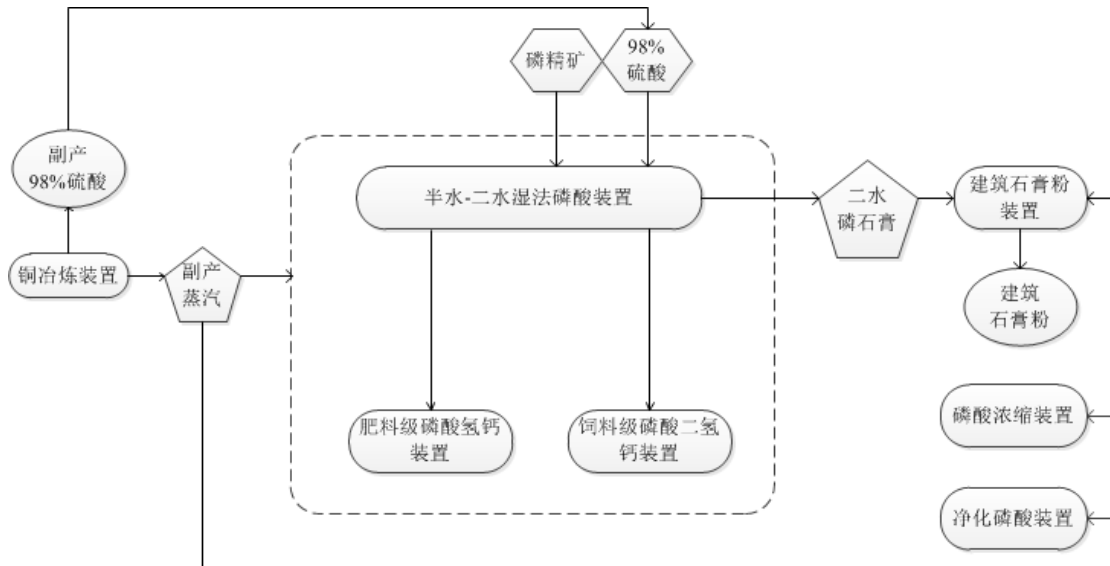 磷精矿
98%
硫酸
副产
98%硫酸
半水-二水湿法磷酸装置
二水
磷石膏
建筑石膏粉
装置
铜冶炼装置
副产
蒸汽
建筑
石膏粉
肥料级磷酸氢钙
装置
饲料级磷酸二氢
钙装置
磷酸浓缩装置
净化磷酸装置